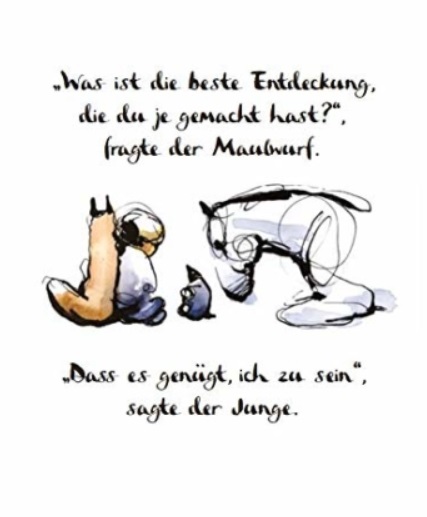 „Was ist die beste Entdeckung,
die du je gemacht hast?“,
fragte der Maulwurf.
„Dass es genügt, ich zu sein“,
sagte der Junge.